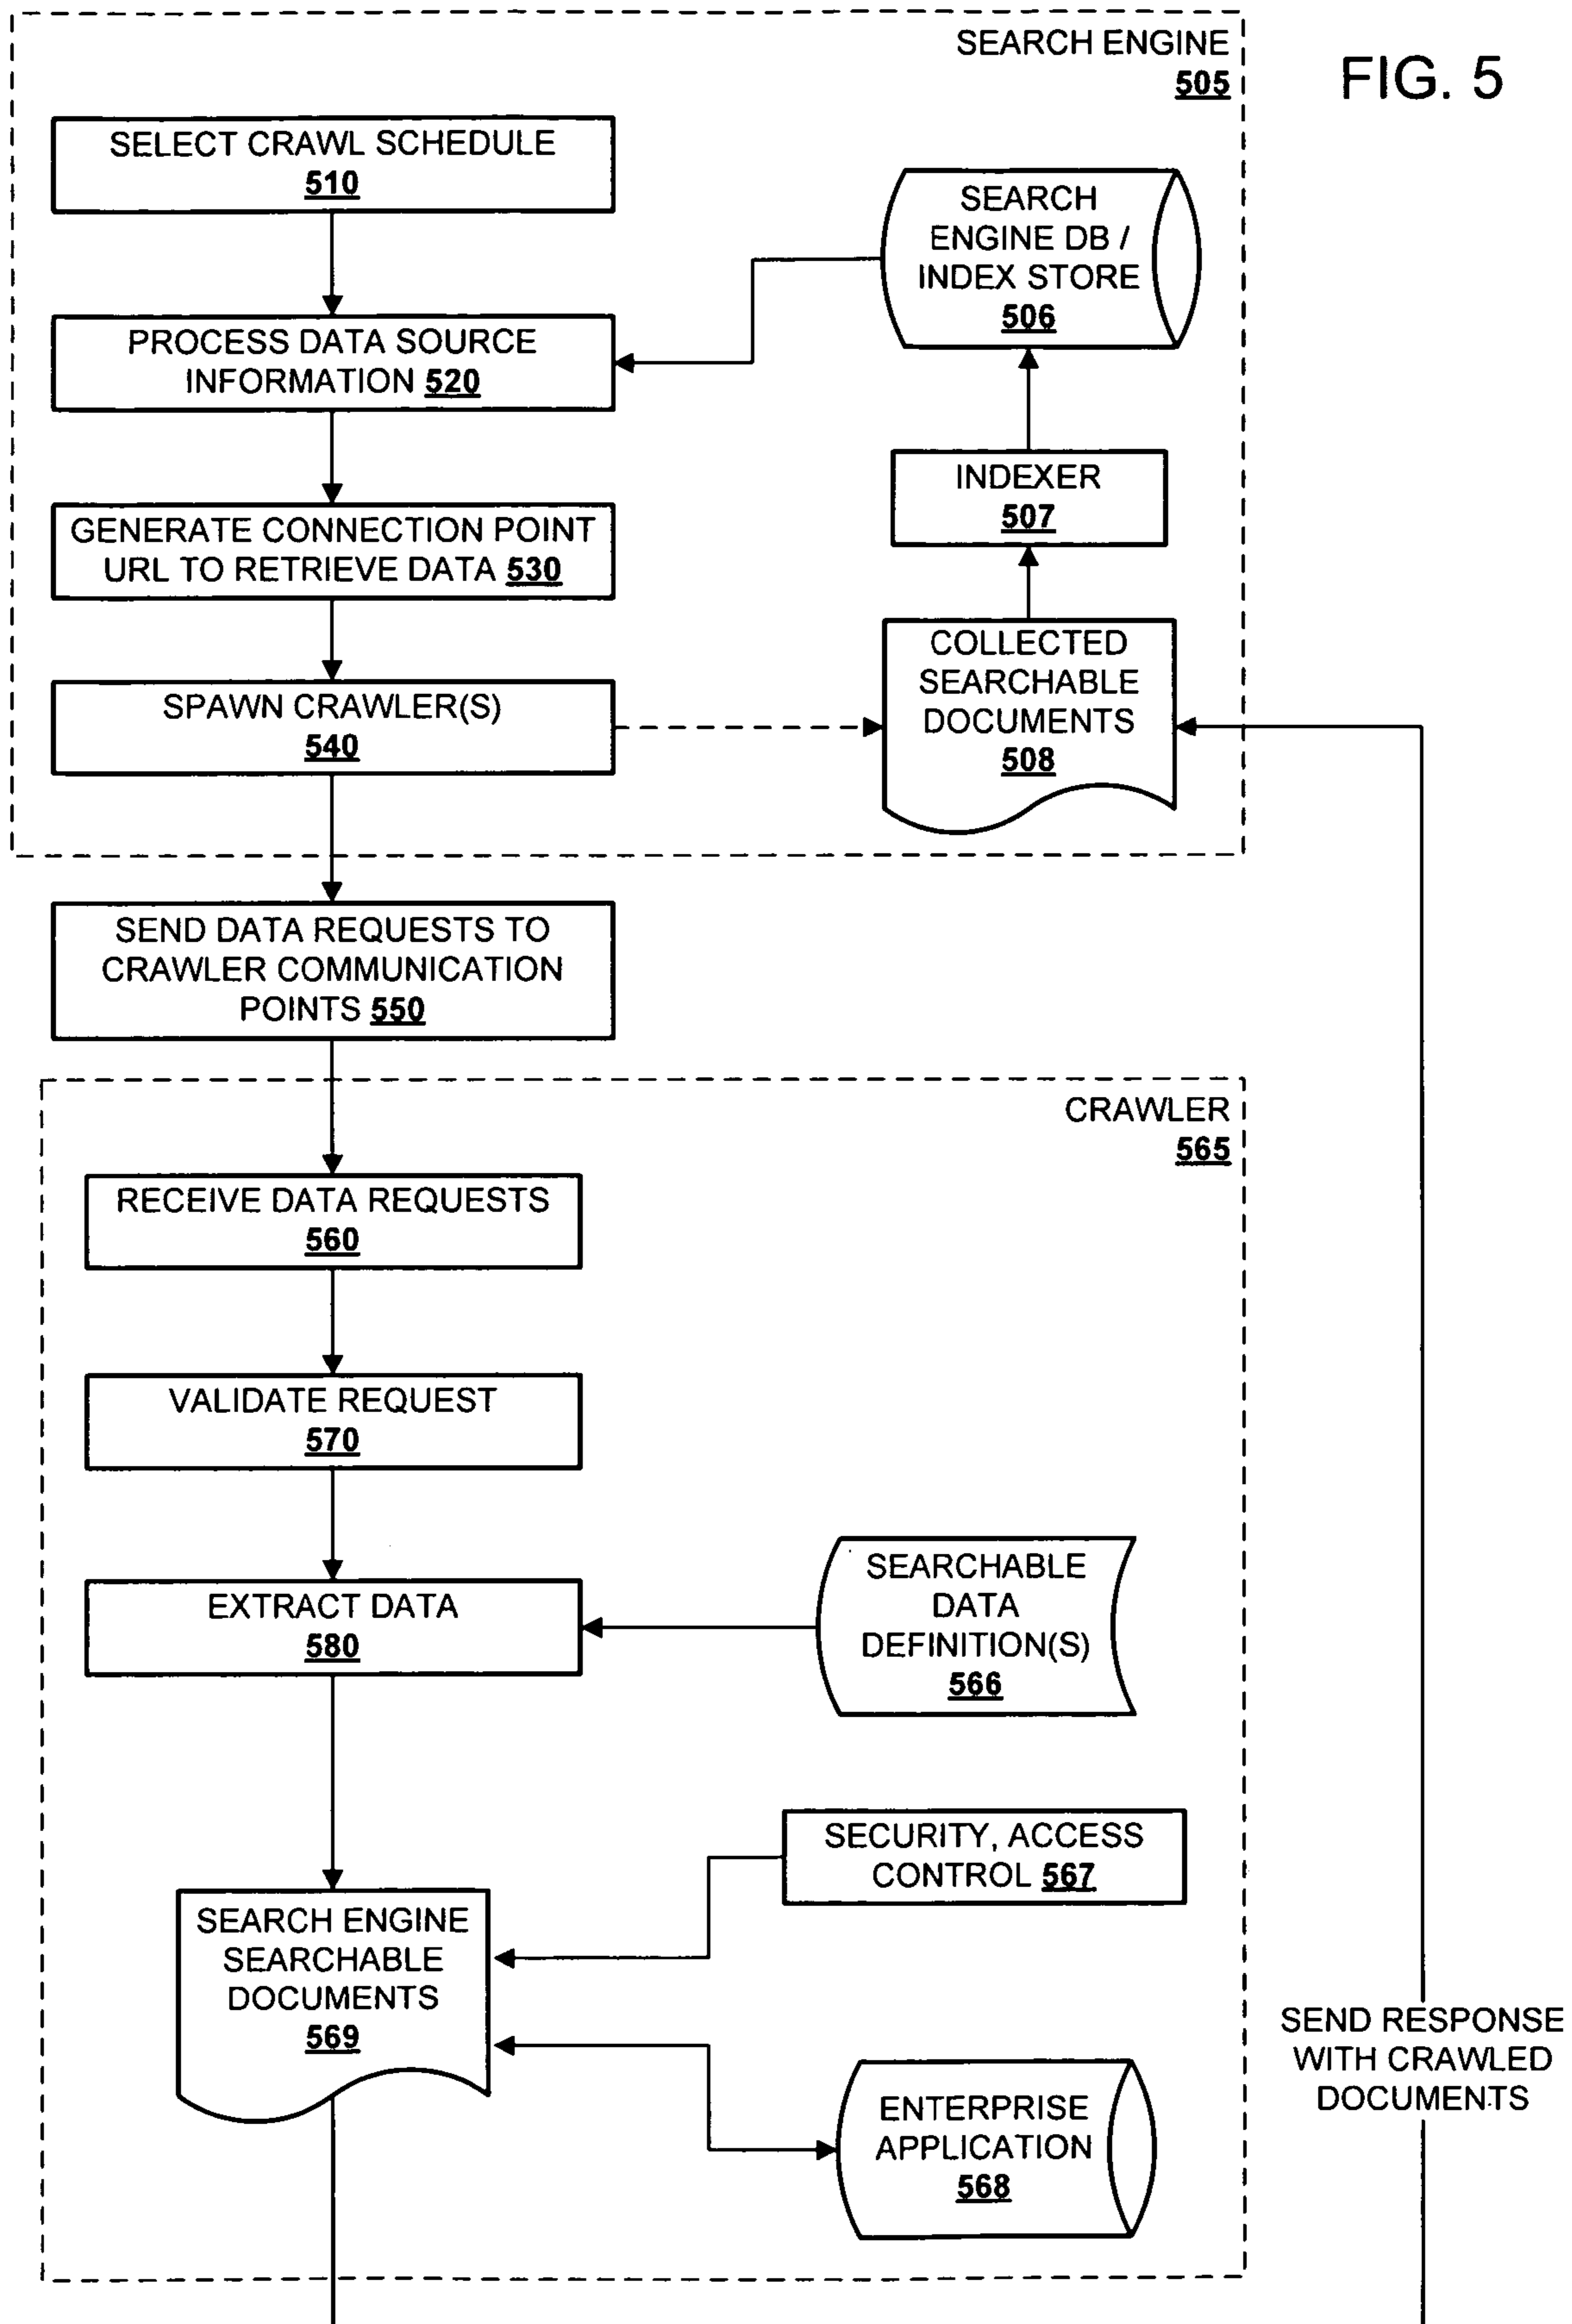 SEARCH ENGINE
505
FIG. 5
SELECT CRAWL SCHEDULE
510
SEARCH
ENGINE DB /
INDEX STORE
506
PROCESS DATA SOURCE
INFORMATION 520
INDEXER
507
GENERATE CONNECTION POINT
URL TO RETRIEVE DATA 530
COLLECTED
SEARCHABLE
DOCUMENTS
508
SPAWN CRAWLER(S)
540
SEND DATA REQUESTS TO
CRAWLER COMMUNICATION
POINTS 550
CRAWLER
565
RECEIVE DATA REQUESTS
560
VALIDATE REQUEST
570
EXTRACT DATA
580
SEARCHABLE
DATA
DEFINITION(S)
566
SECURITY, ACCESS
CONTROL 567
SEARCH ENGINE
SEARCHABLE
DOCUMENTS
569
ENTERPRISE
APPLICATION
568
SEND RESPONSE
WITH CRAWLED
DOCUMENTS